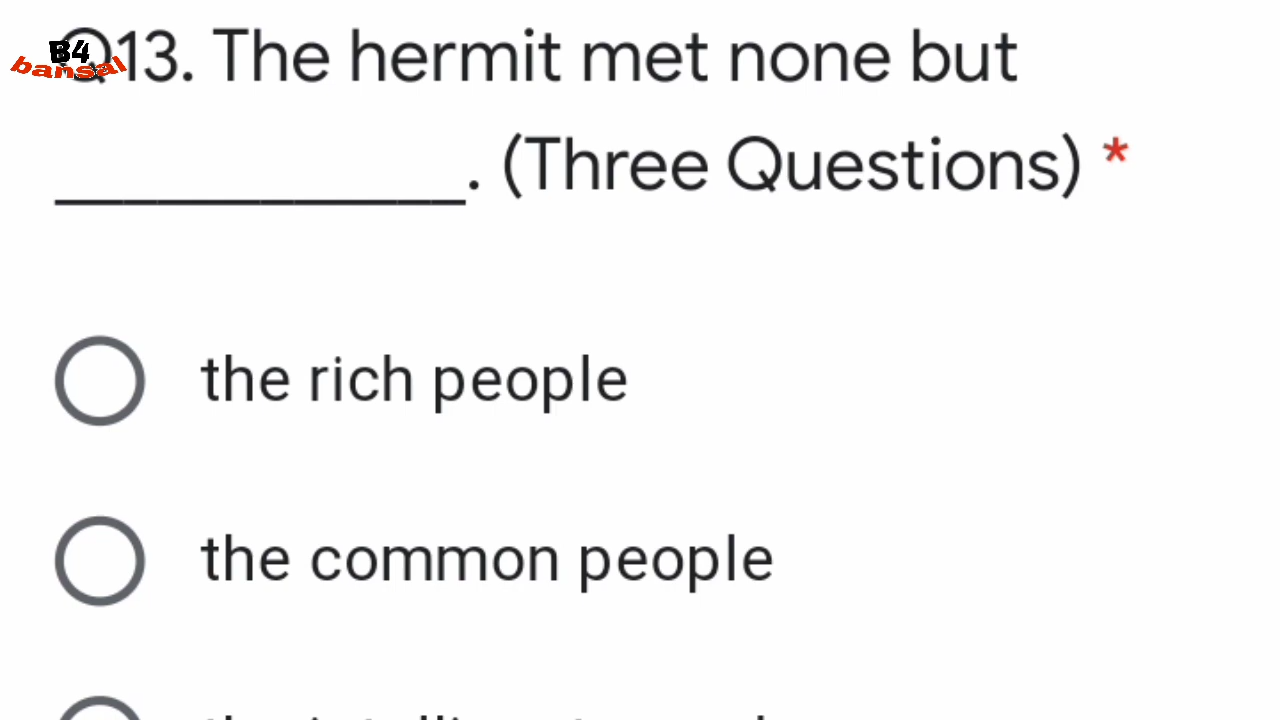 B4
bansal
Q13. The hermit met none but
____________. (Three Questions) *
the rich people
the common people